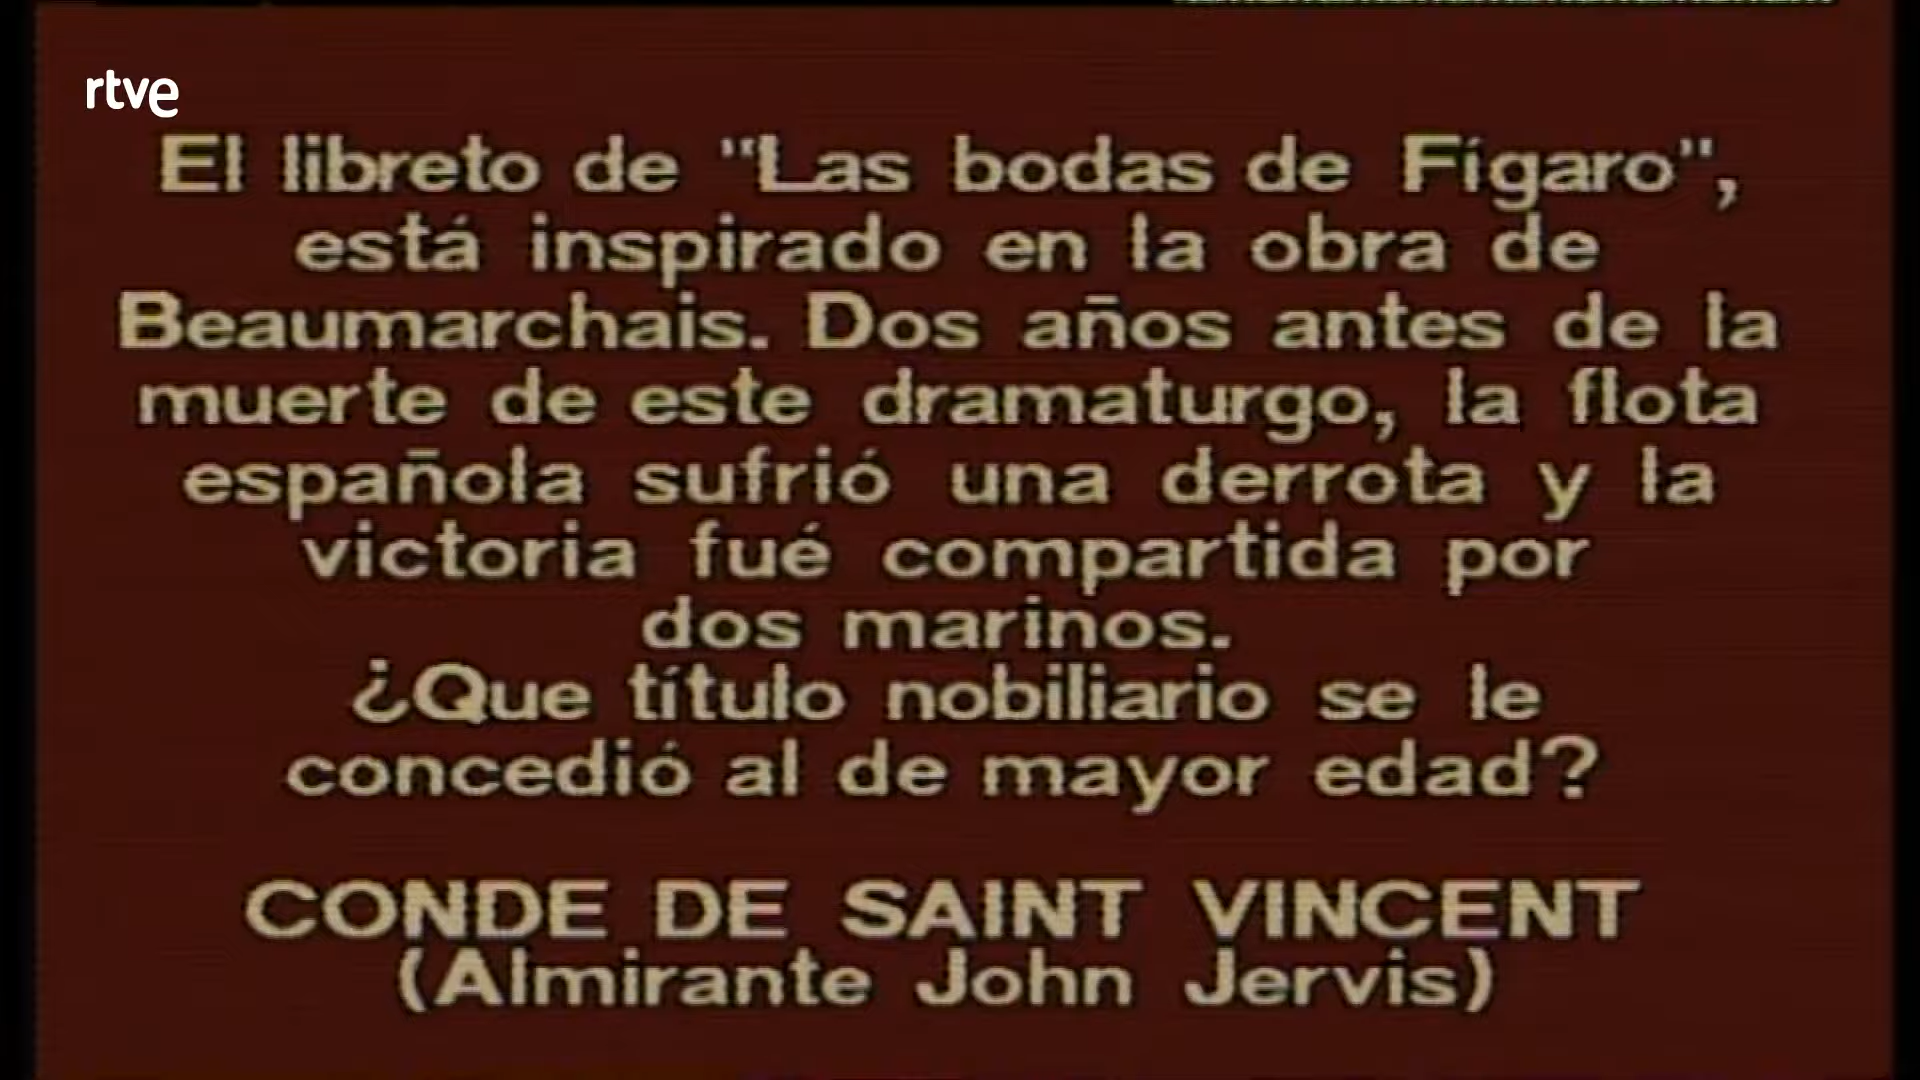 rtve
El libreto de "Las bodas de Fígaro",
está inspirado en la obra de
Beaumarchais. Dos años antes de la
muerte de este dramaturgo, la flota
española sufrió una derrota y la
victoria fué compartida por
dos marinos.
¿Que título nobiliario se le
concedió al de mayor edad?
CONDE DE SAINT VINCENT
(Almirante John Jervis)